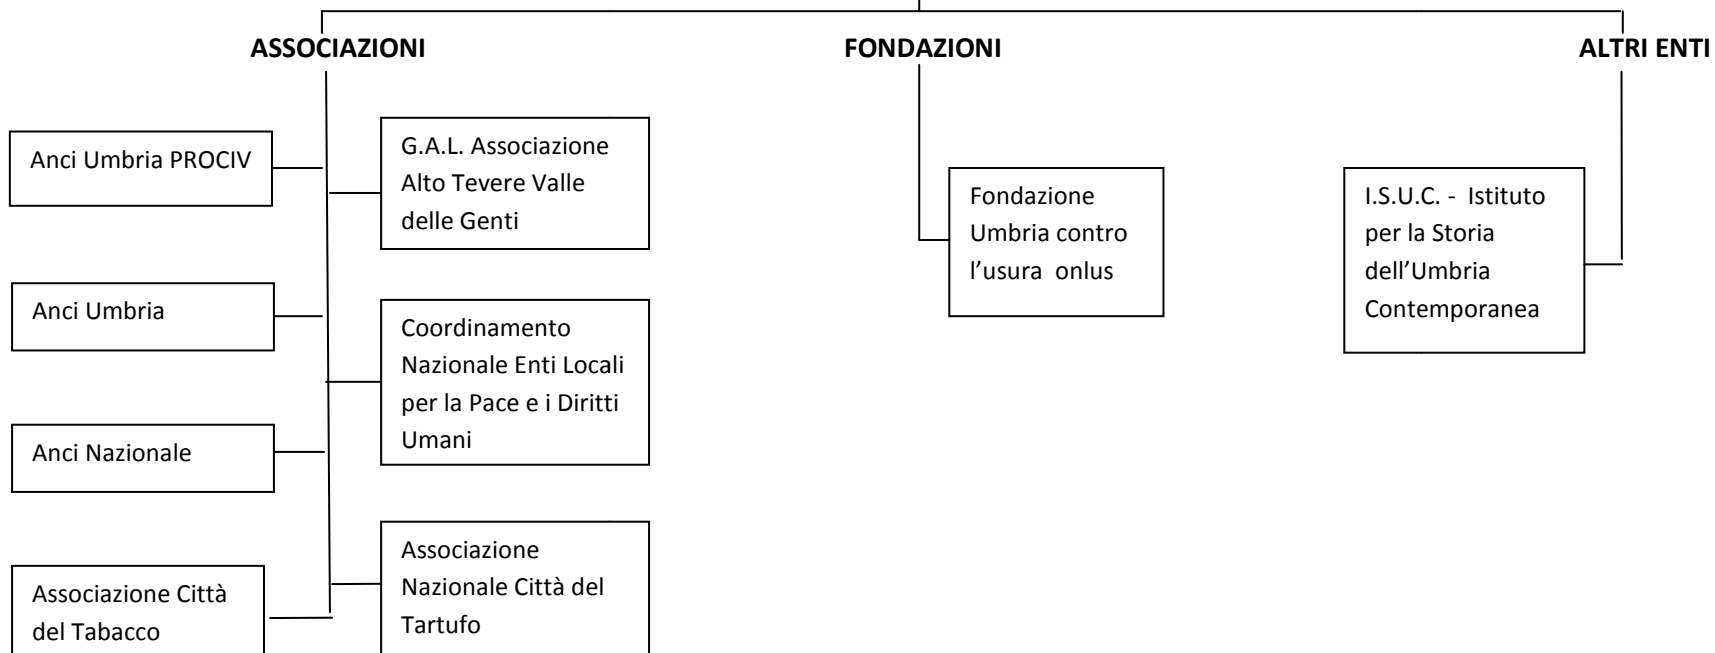 ASSOCIAZIONI
FONDAZIONI
ALTRI ENTI
Anci Umbria PROCIV
G.A.L. Associazione
Alto Tevere Valle
delle Genti
Fondazione
Umbria contro
l'usura  onlus
I.S.U.C. -  Istituto
per la Storia
dell'Umbria
Contemporanea
Anci Umbria
Coordinamento
Nazionale Enti Locali
per la Pace e i Diritti
Umani
Anci Nazionale
Associazione
Nazionale Città del
Tartufo
Associazione Città
del Tabacco